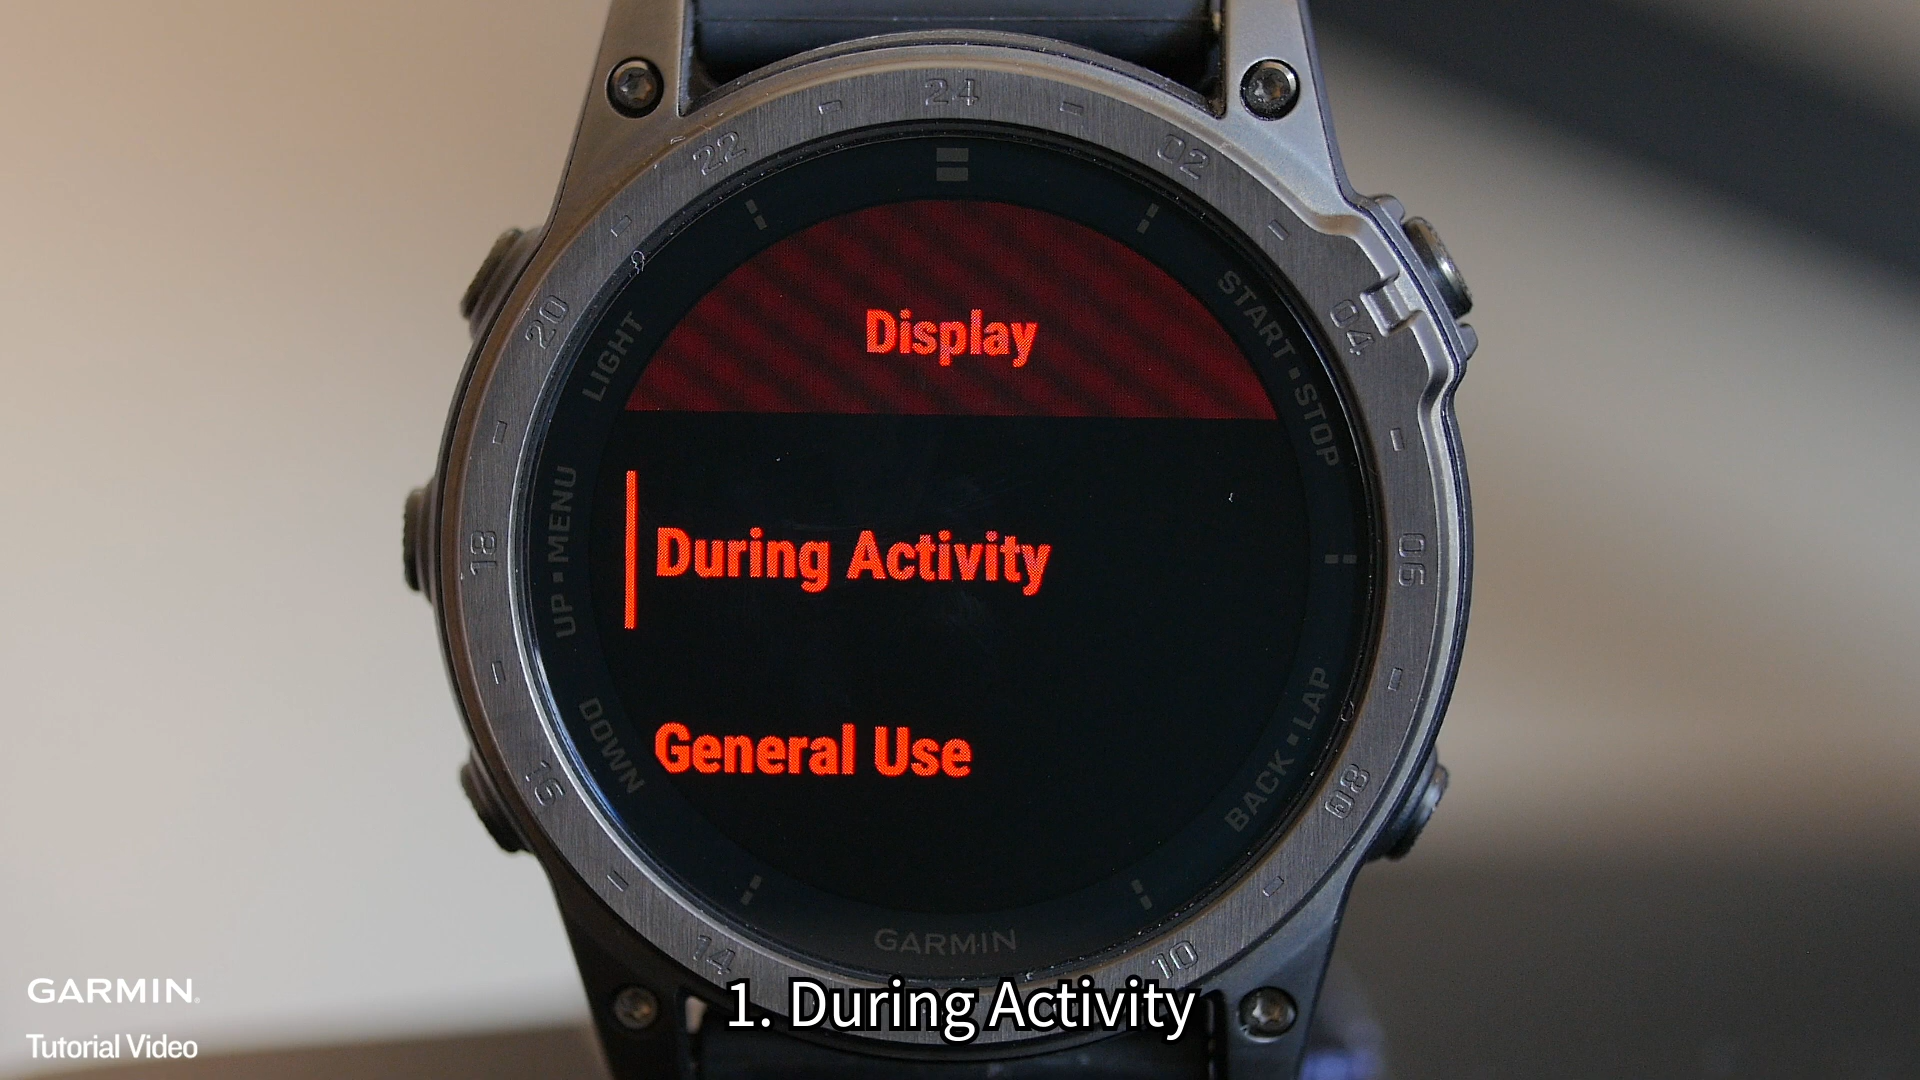 24
22
02
20
04
LIGHT
START·STOP
Display
UP·MENU
During Activity
18
06
General Use
DOWN
BACK·LAP
16
08
GARMIN
14
10
GARMIN
Tutorial Video
1. During Activity